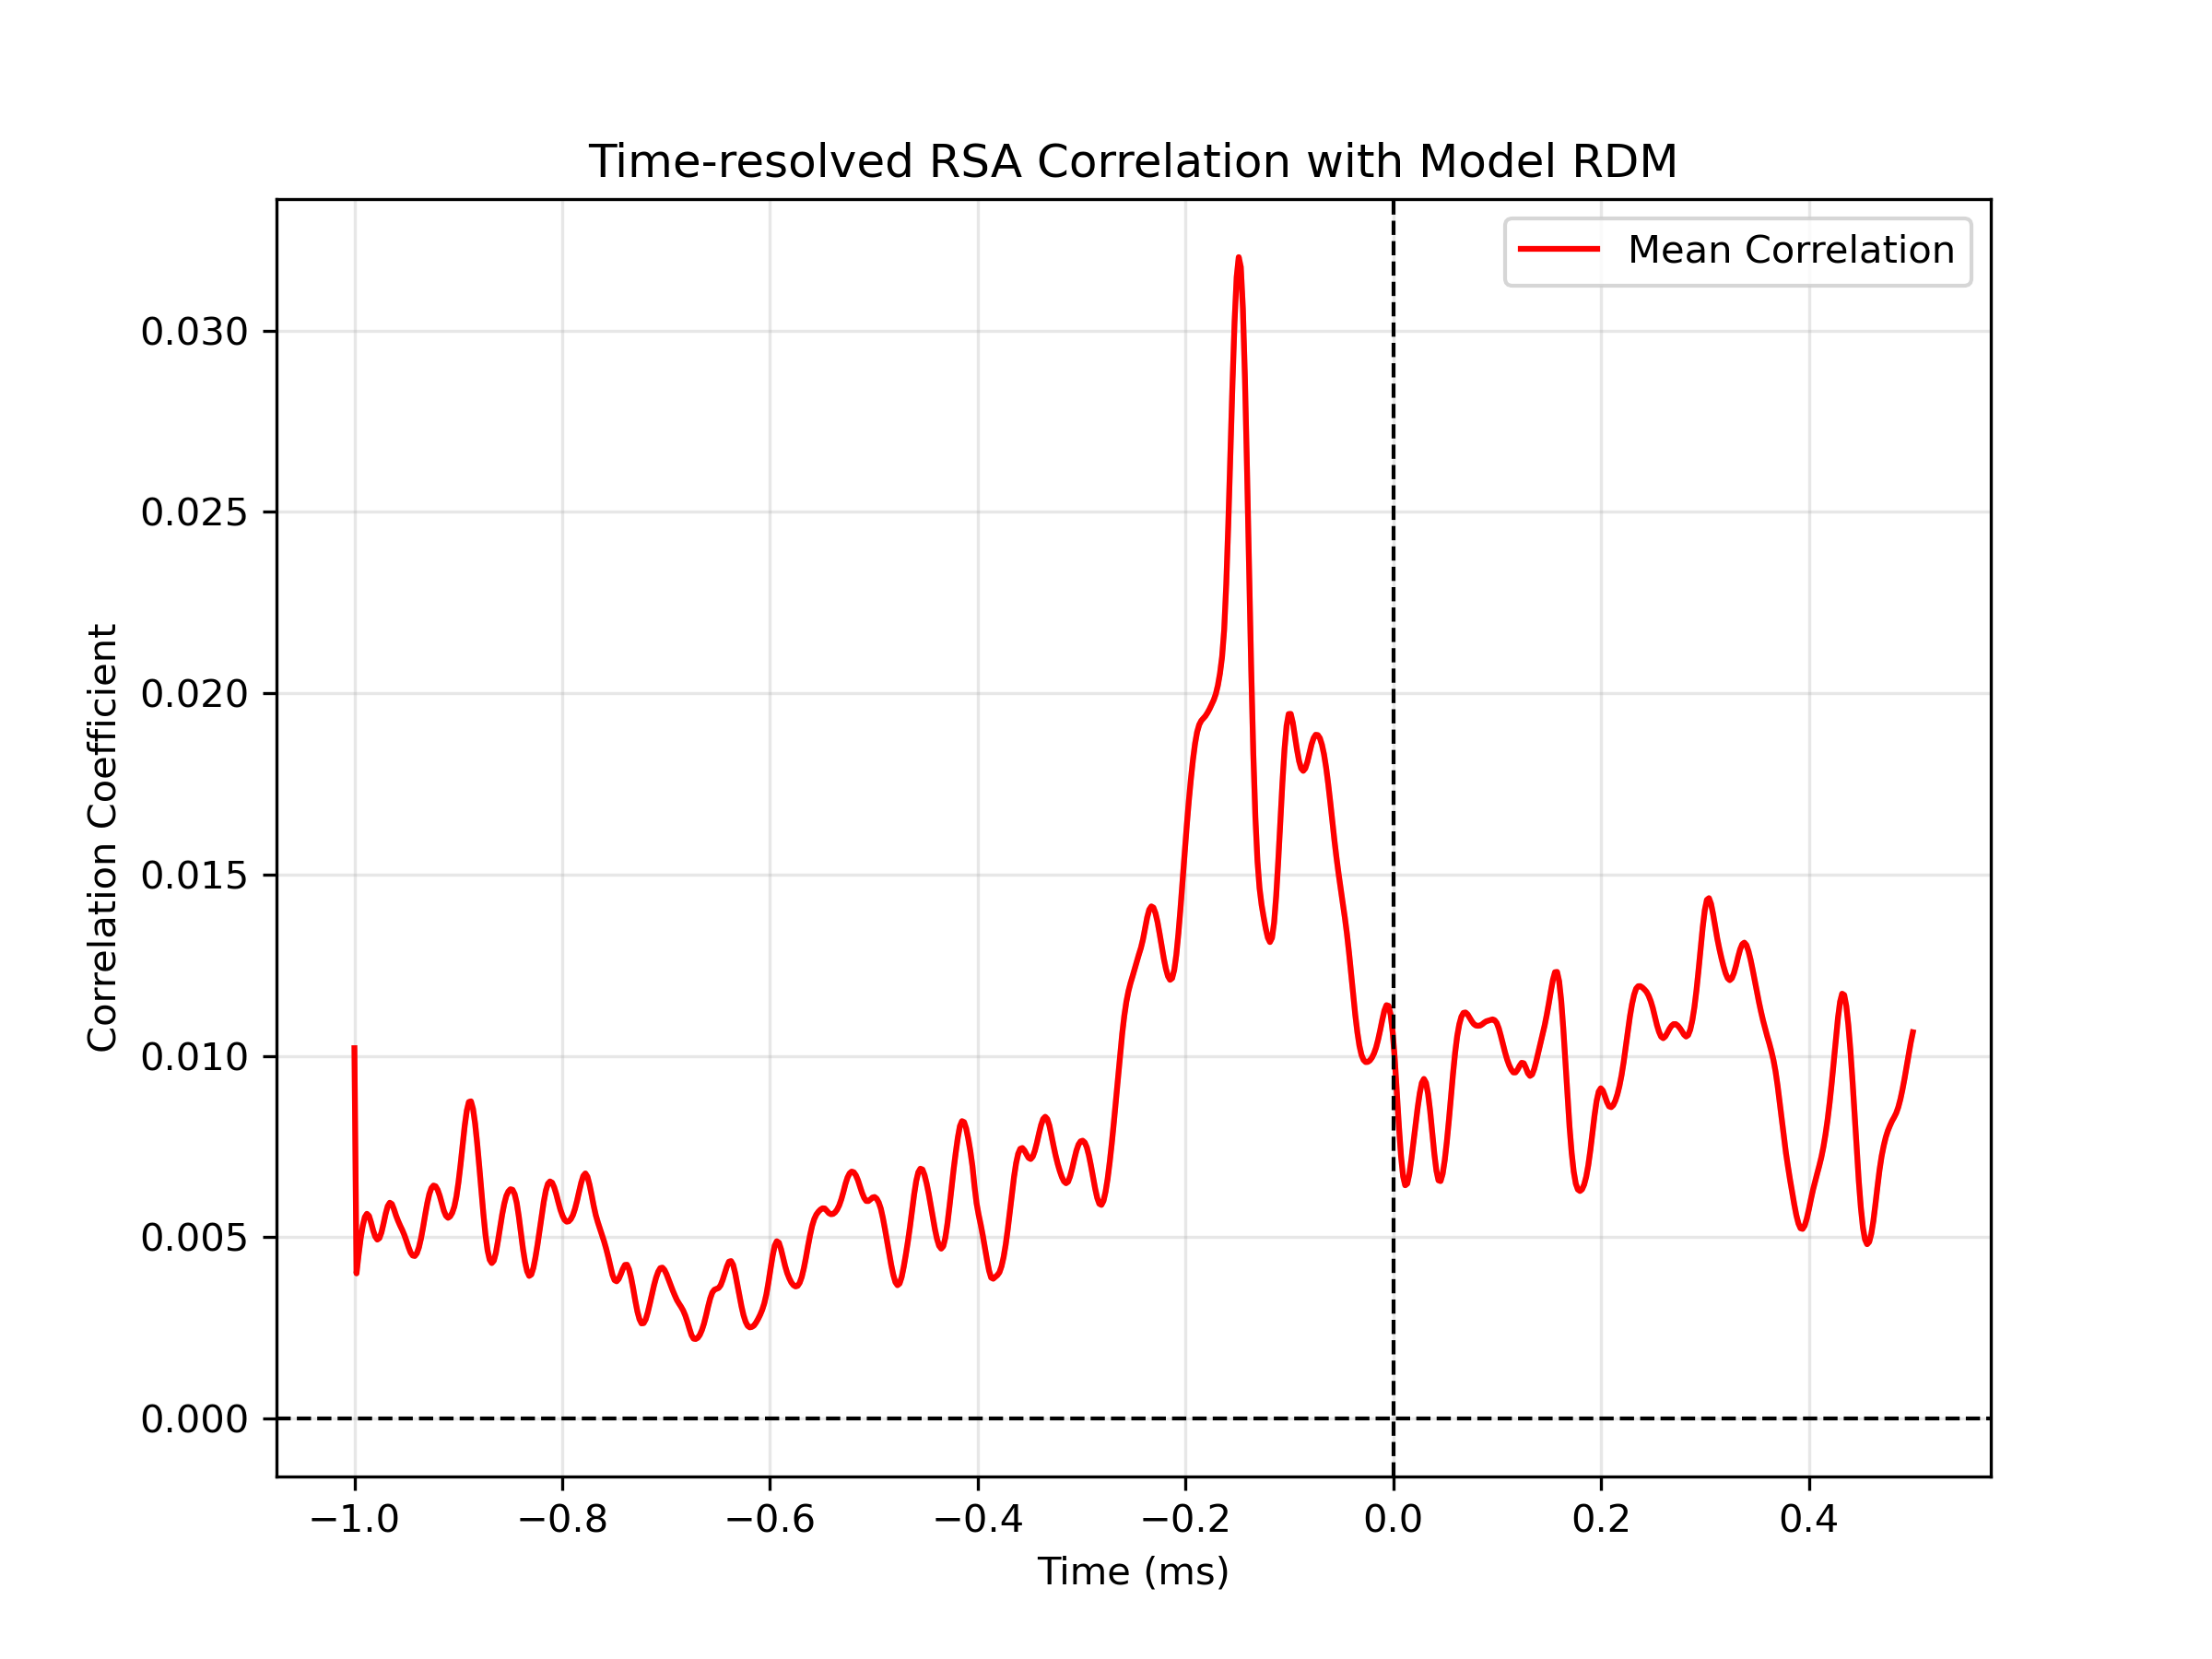 Time-resolved RSA Correlation with Model RDM
Mean Correlation
Correlation Coefficient
0.030
0.025
0.020
0.015
0.010
0.005
0.000
−1.0 −0.8 −0.6 −0.4 −0.2 0.0 0.2 0.4
Time (ms)